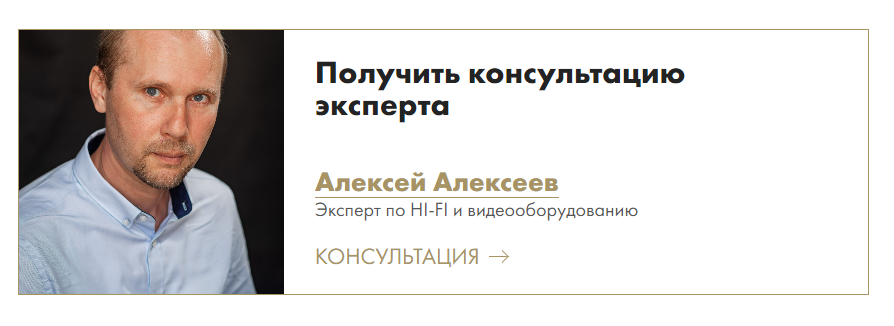 Получить консультацию
эксперта
Алексей Алексеев
Эксперт по HI-FI и видеооборудованию
КОНСУЛЬТАЦИЯ →